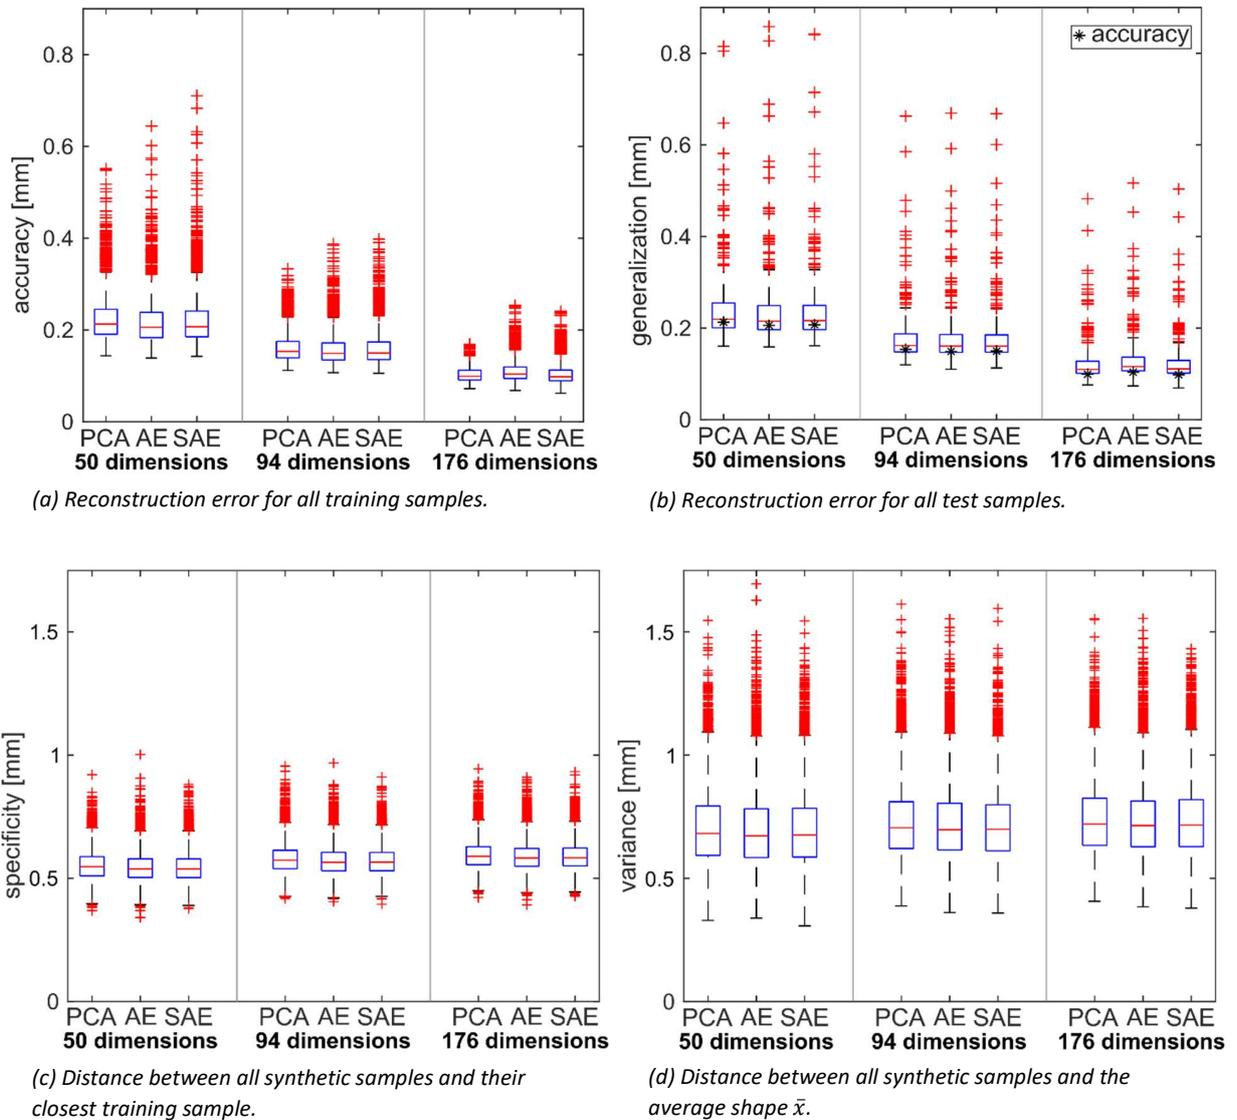 accuracy [mm]
0.8
0.6
0.4
0.2
0
PCA AE SAE PCA AE SAE PCA AE SAE
50 dimensions 94 dimensions 176 dimensions
(a) Reconstruction error for all training samples.
generalization [mm]
0.8
0.6
0.4
0.2
0
* accuracy
PCA AE SAE PCA AE SAE PCA AE SAE
50 dimensions 94 dimensions 176 dimensions
(b) Reconstruction error for all test samples.
specificity [mm]
1.5
1
0.5
0
PCA AE SAE PCA AE SAE PCA AE SAE
50 dimensions 94 dimensions 176 dimensions
(c) Distance between all synthetic samples and their
closest training sample.
variance [mm]
1.5
1
0.5
0
PCA AE SAE PCA AE SAE PCA AE SAE
50 dimensions 94 dimensions 176 dimensions
(d) Distance between all synthetic samples and the
average shape x̄.